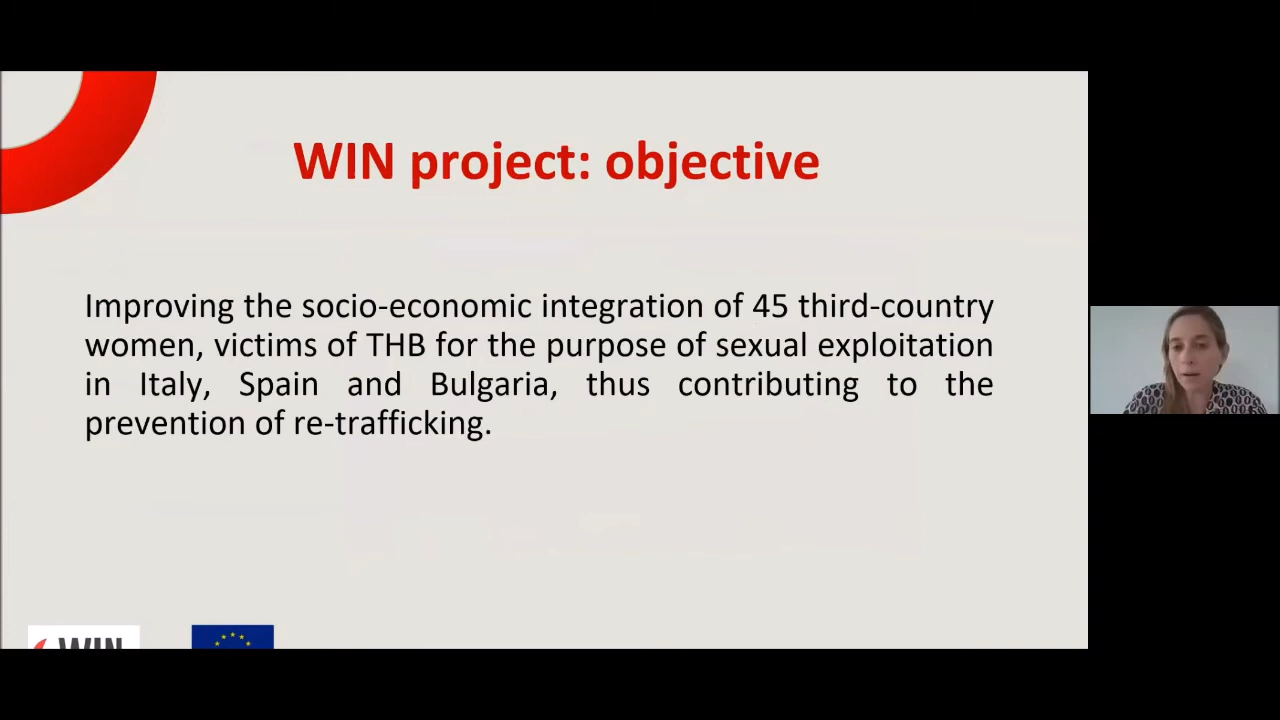 WIN project: objective
Improving the socio-economic integration of 45 third-country
women, victims of THB for the purpose of sexual exploitation
in Italy, Spain and Bulgaria, thus contributing to the
prevention of re-trafficking.
WIN